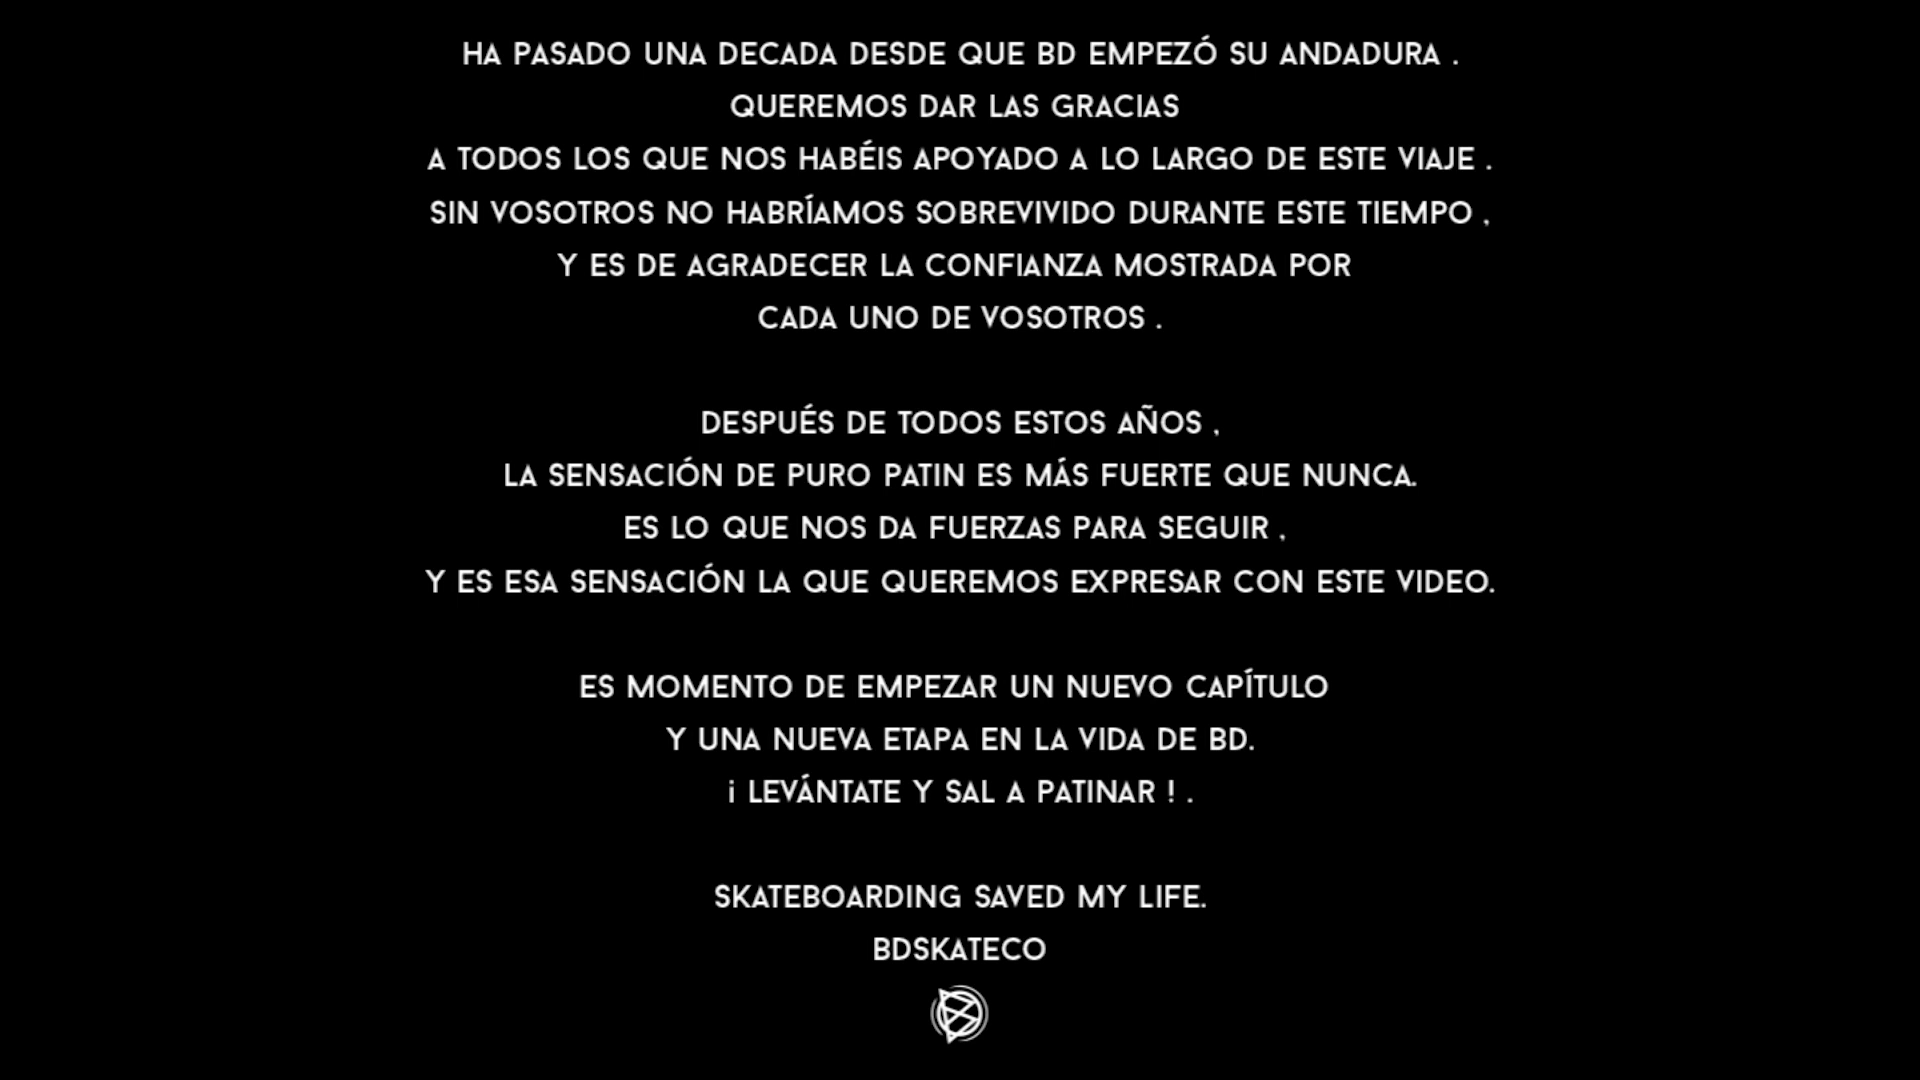 HA PASADO UNA DECADA DESDE QUE BD EMPEZÓ SU ANDADURA .
QUEREMOS DAR LAS GRACIAS
A TODOS LOS QUE NOS HABÉIS APOYADO A LO LARGO DE ESTE VIAJE .
SIN VOSOTROS NO HABRÍAMOS SOBREVIVIDO DURANTE ESTE TIEMPO ,
Y ES DE AGRADECER LA CONFIANZA MOSTRADA POR
CADA UNO DE VOSOTROS .
DESPUÉS DE TODOS ESTOS AÑOS ,
LA SENSACIÓN DE PURO PATIN ES MÁS FUERTE QUE NUNCA.
ES LO QUE NOS DA FUERZAS PARA SEGUIR ,
Y ES ESA SENSACIÓN LA QUE QUEREMOS EXPRESAR CON ESTE VIDEO.
ES MOMENTO DE EMPEZAR UN NUEVO CAPÍTULO
Y UNA NUEVA ETAPA EN LA VIDA DE BD.
¡ LEVÁNTATE Y SAL A PATINAR ! .
SKATEBOARDING SAVED MY LIFE.
BDSKATECO